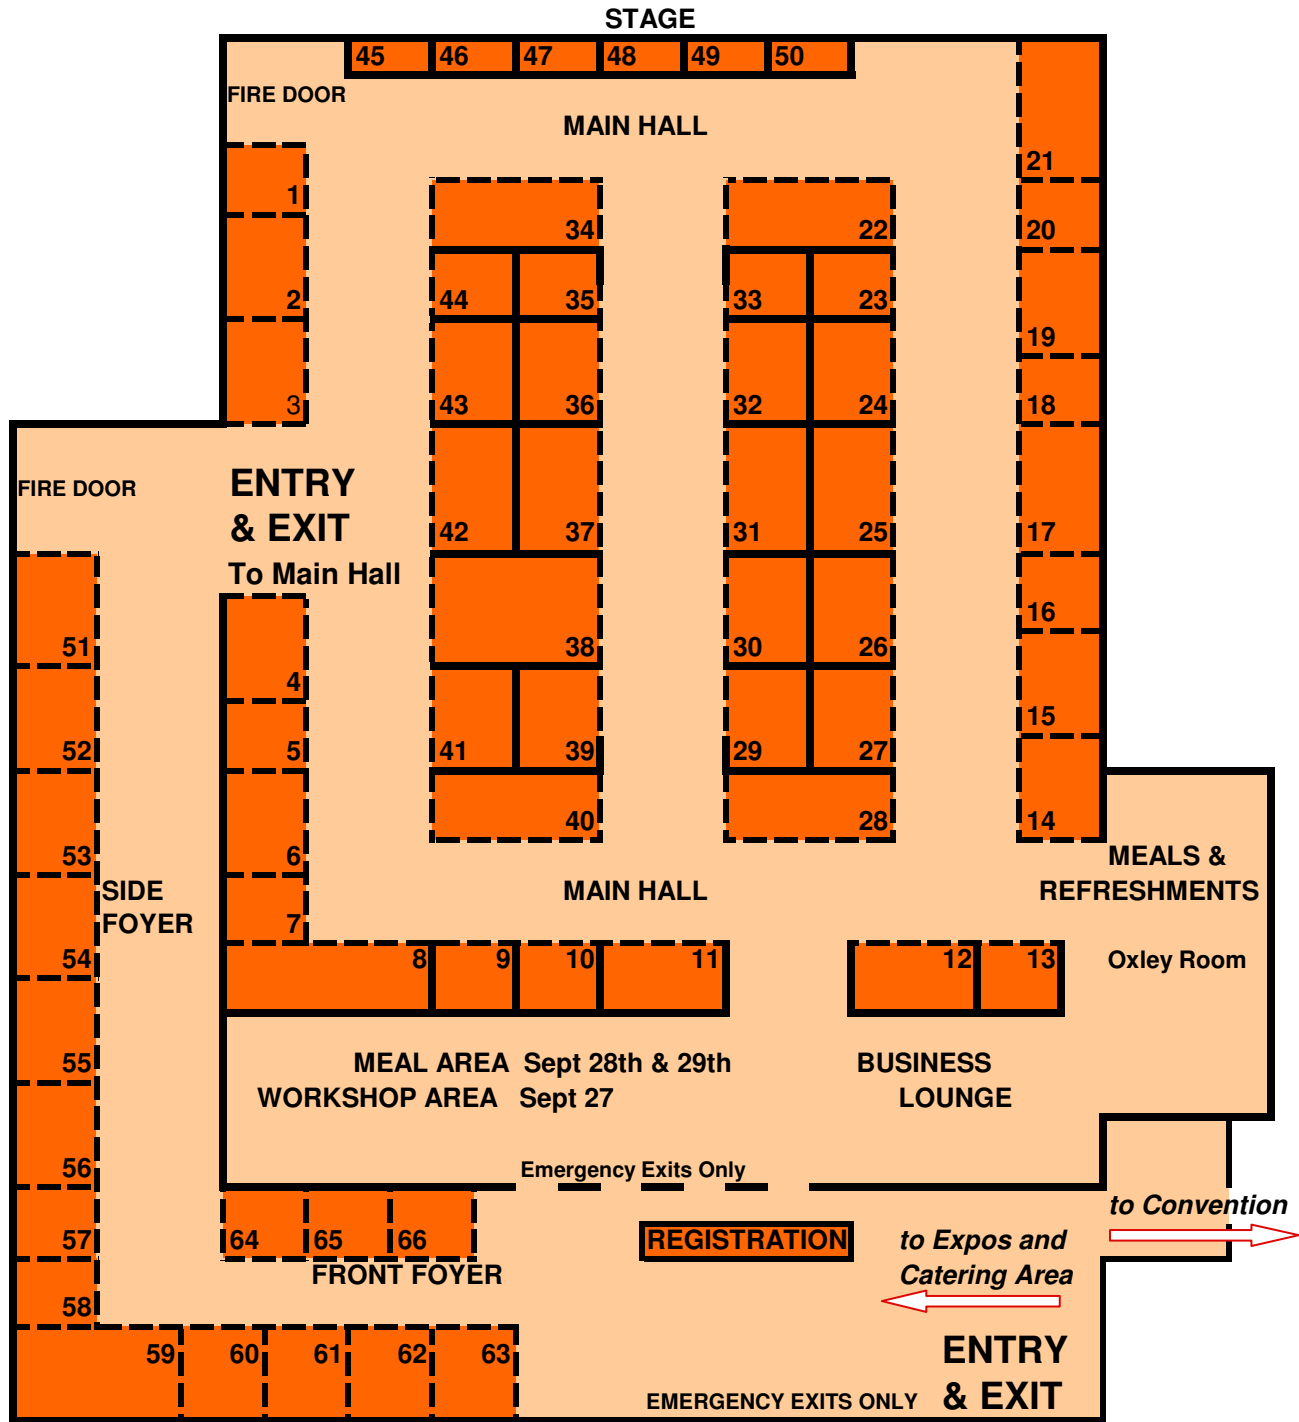 STAGE
45 46 47 48 49 50
FIRE DOOR
MAIN HALL
21
1
20
34 22
2 44 35 33 23
19
3 43 36 32 24 18
ENTRY
FIRE DOOR
& EXIT
42 37 31 25 17
To Main Hall
16
51 38 30 26
4
15
52 5 41 39 29 27
40 28 14
53 6 MEALS &
SIDE MAIN HALL REFRESHMENTS
FOYER 7
54 8 9 10 11 12 13 Oxley Room
55 MEAL AREA Sept 28th & 29th BUSINESS
WORKSHOP AREA Sept 27 LOUNGE
56 Emergency Exits Only
to Convention
57 64 65 66 REGISTRATION to Expos and
FRONT FOYER Catering Area
58
59 60 61 62 63 ENTRY
EMERGENCY EXITS ONLY & EXIT